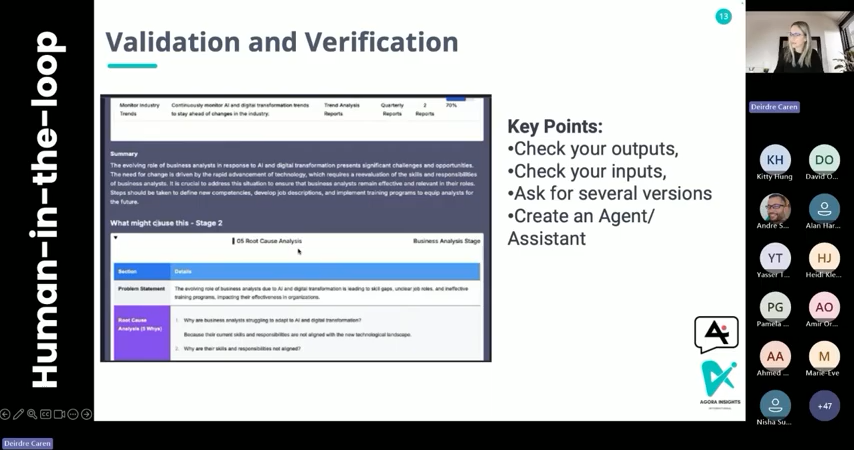 Human-in-the-loop
13
Validation and Verification
Monitor Industry Trends
Continuously monitor AI and digital transformation trends to stay ahead of changes in the industry.
Trend Analysis Reports
Quarterly Reports
2 Reports
70%
Summary
The evolving role of business analysts in response to AI and digital transformation presents significant challenges and opportunities.
The need for change is driven by the rapid advancement of technology, which requires a reevaluation of the skills and responsibilities
of business analysts. It is crucial to address this situation to ensure that business analysts remain effective and relevant in their roles.
Steps should be taken to define new competencies, develop job descriptions, and implement training programs to equip analysts for
the future.
What might cause this - Stage 2
05 Root Cause Analysis
Business Analysis Stage
Section Details
Problem Statement
The evolving role of business analysts due to AI and digital transformation is leading to skill gaps, unclear job roles, and ineffective
training programs, impacting their effectiveness in organizations.
Root Cause
Analysis (5 Whys)
1. Why are business analysts struggling to adapt to AI and digital transformation?
Because their current skills and responsibilities are not aligned with the new technological landscape.
2. Why are their skills and responsibilities not aligned?
Key Points:
•Check your outputs,
•Check your inputs,
•Ask for several versions
•Create an Agent/
Assistant
AGORA INSIGHTS
INTERNATIONAL
Deirdre Caren
KH
Kitty Hung
DO
David O...
Andre S...
Alan Har...
YT
Yasser T...
HJ
Heidi Kle...
PG
Pamela ...
AO
Amir Or...
AA
Ahmed ...
M
Marie-Eve
Nisha Su...
+47
Deirdre Caren